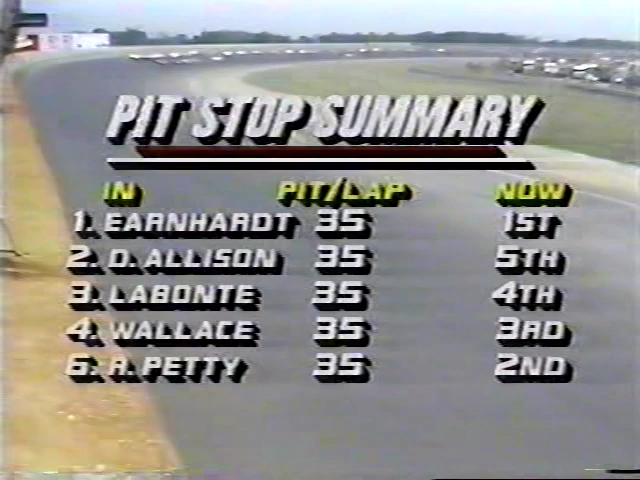 PIT STOP SUMMARY
IN PIT/LAP NOW
1. EARNHARDT 35 1ST
2. D. ALLISON 35 5TH
3. LABONTE 35 4TH
4. WALLACE 35 3RD
6. R. PETTY 35 2ND